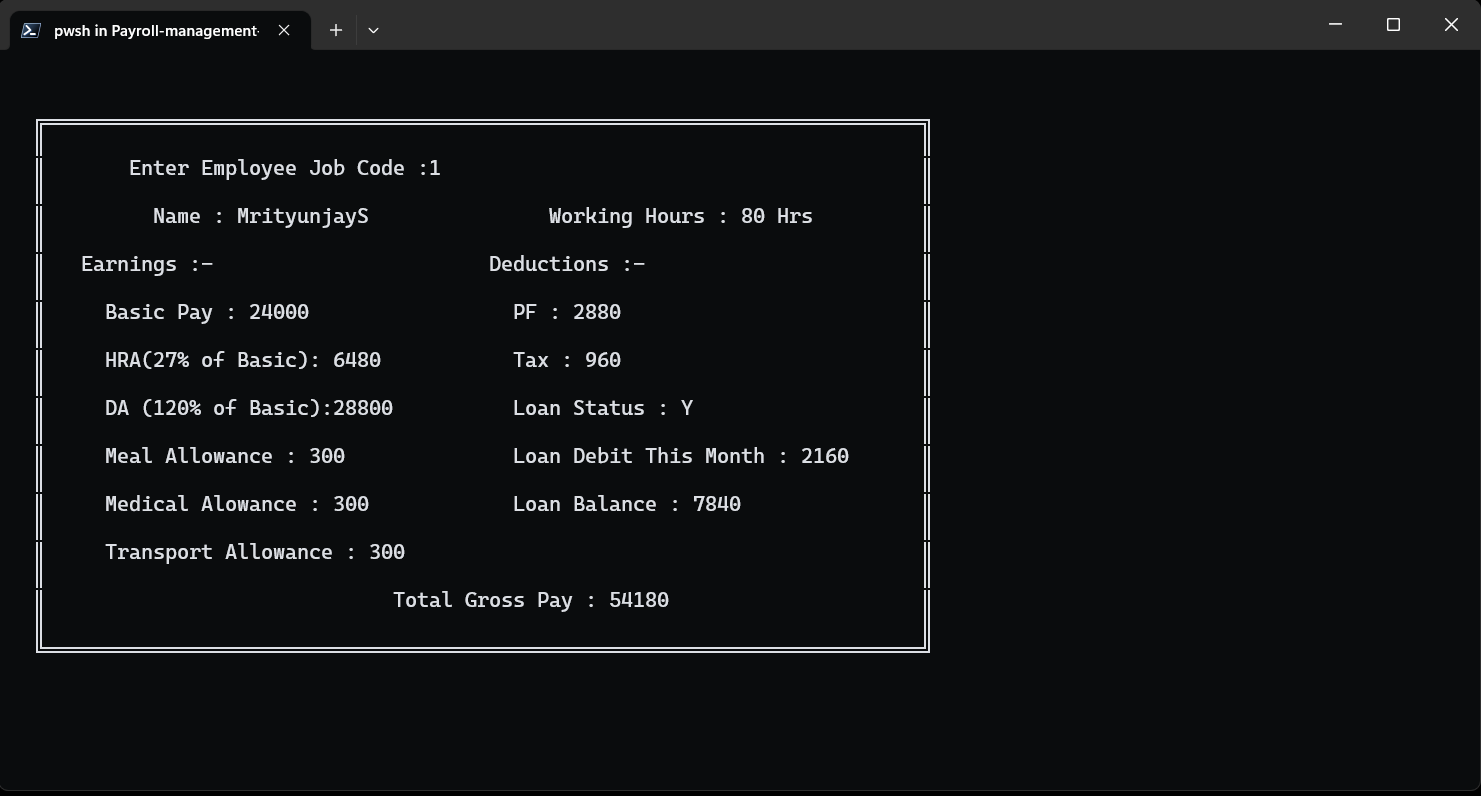 pwsh in Payroll-management-
Enter Employee Job Code :1
Name : MrityunjayS Working Hours : 80 Hrs
Earnings :- Deductions :-
Basic Pay : 24000 PF : 2880
HRA(27% of Basic): 6480 Tax : 960
DA (120% of Basic):28800 Loan Status : Y
Meal Allowance : 300 Loan Debit This Month : 2160
Medical Alowance : 300 Loan Balance : 7840
Transport Allowance : 300
Total Gross Pay : 54180